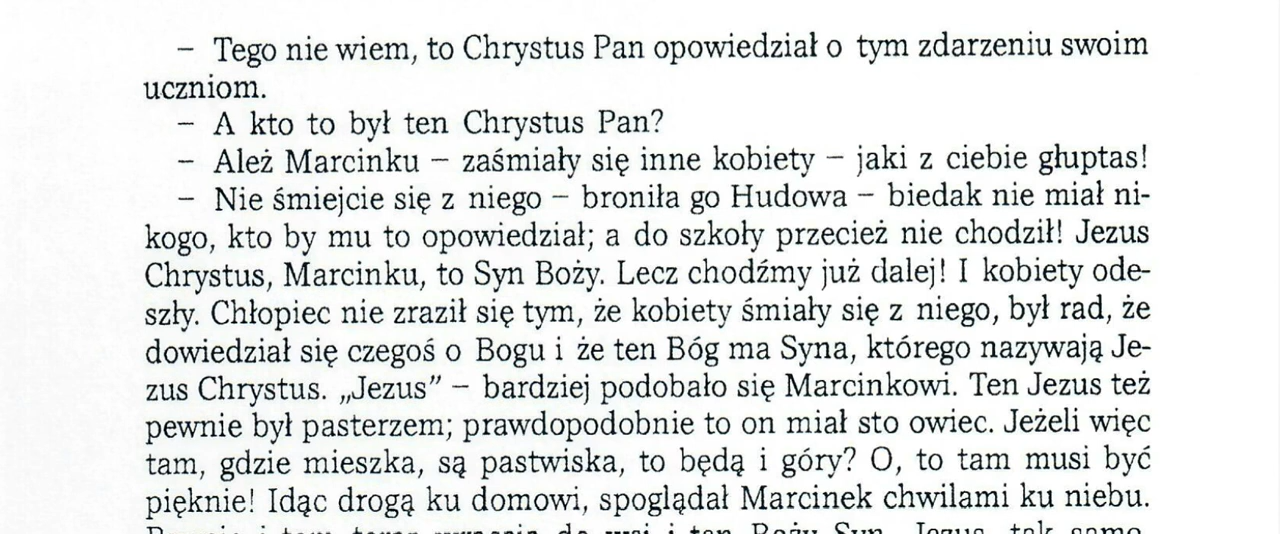 – Tego nie wiem, to Chrystus Pan opowiedział o tym zdarzeniu swoim
uczniom.
– A kto to był ten Chrystus Pan?
– Ależ Marcinku – zaśmiały się inne kobiety – jaki z ciebie głuptas!
– Nie śmiejcie się z niego – broniła go Hudowa – biedak nie miał ni-
kogo, kto by mu to opowiedział; a do szkoły przecież nie chodził! Jezus
Chrystus, Marcinku, to Syn Boży. Lecz chodźmy już dalej! I kobiety ode-
szły. Chłopiec nie zraził się tym, że kobiety śmiały się z niego, był rad, że
dowiedział się czegoś o Bogu i że ten Bóg ma Syna, którego nazywają Je-
zus Chrystus. „Jezus” – bardziej podobało się Marcinkowi. Ten Jezus też
pewnie był pasterzem; prawdopodobnie to on miał sto owiec. Jeżeli więc
tam, gdzie mieszka, są pastwiska, to będą i góry? O, to tam musi być
pięknie! Idąc drogą ku domowi, spoglądał Marcinek chwilami ku niebu.
i ten Boży Syn, Jezus, tak samo,